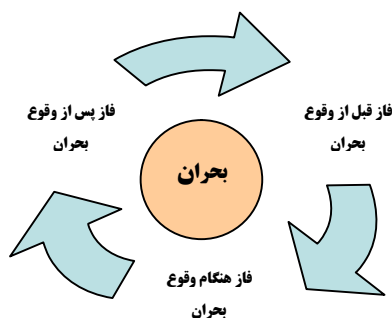 فاز قبل از وقوع
بحران
فاز پس از وقوع
بحران
بحران
فاز هنگام وقوع
بحران